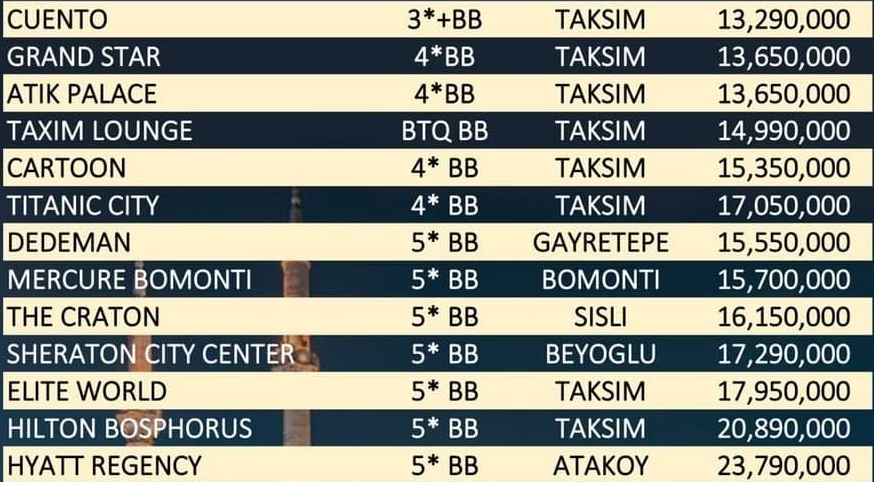 CUENTO 3*+BB TAKSIM 13,290,000
GRAND STAR 4*BB TAKSIM 13,650,000
ATIK PALACE 4*BB TAKSIM 13,650,000
TAXIM LOUNGE BTQ BB TAKSIM 14,990,000
CARTOON 4* BB TAKSIM 15,350,000
TITANIC CITY 4* BB TAKSIM 17,050,000
DEDEMAN 5* BB GAYRETEPE 15,550,000
MERCURE BOMONTI 5* BB BOMONTI 15,700,000
THE CRATON 5* BB SISLI 16,150,000
SHERATON CITY CENTER 5* BB BEYOGLU 17,290,000
ELITE WORLD 5* BB TAKSIM 17,950,000
HILTON BOSPHORUS 5* BB TAKSIM 20,890,000
HYATT REGENCY 5* BB ATAKOY 23,790,000